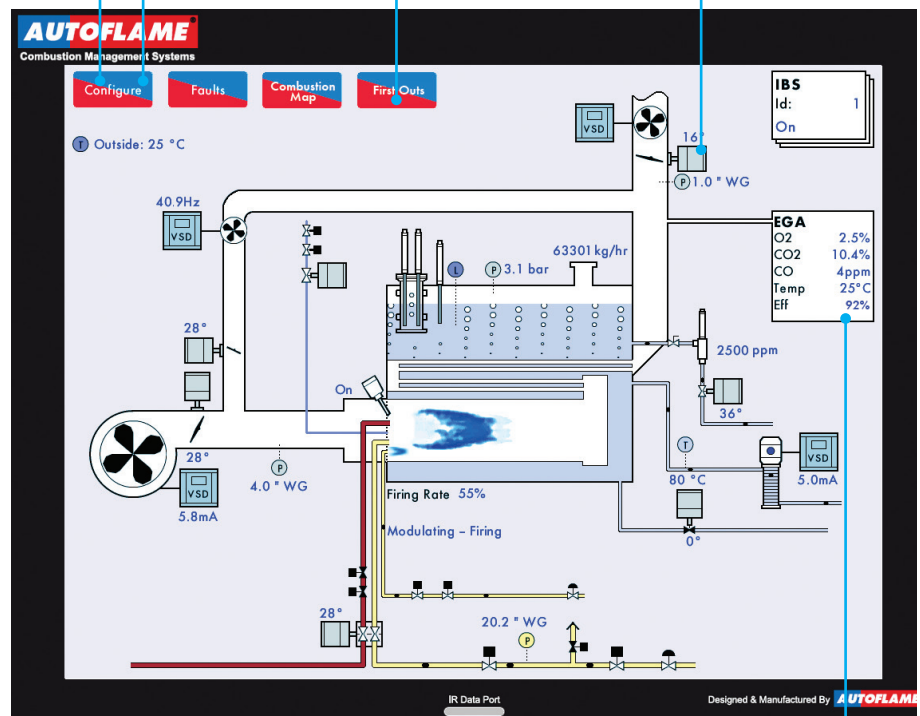 AUTOFLAME
Combustion Management Systems
Configure
Faults
Combustion
Map
First Outs
IBS
Id: 1
On
T Outside: 25 °C
VSD
16°
P 1.0 " WG
40.9Hz
VSD
EGA
O2 2.5%
CO2 10.4%
CO 4ppm
Temp 25°C
Eff 92%
63301 kg/hr
L
P 3.1 bar
28°
2500 ppm
On
36°
28°
VSD
5.8mA
P
4.0 " WG
T
80 °C
VSD
5.0mA
Firing Rate 55%
Modulating – Firing
0°
28°
20.2 " WG
P
IR Data Port
Designed & Manufactured By AUTOFLAME